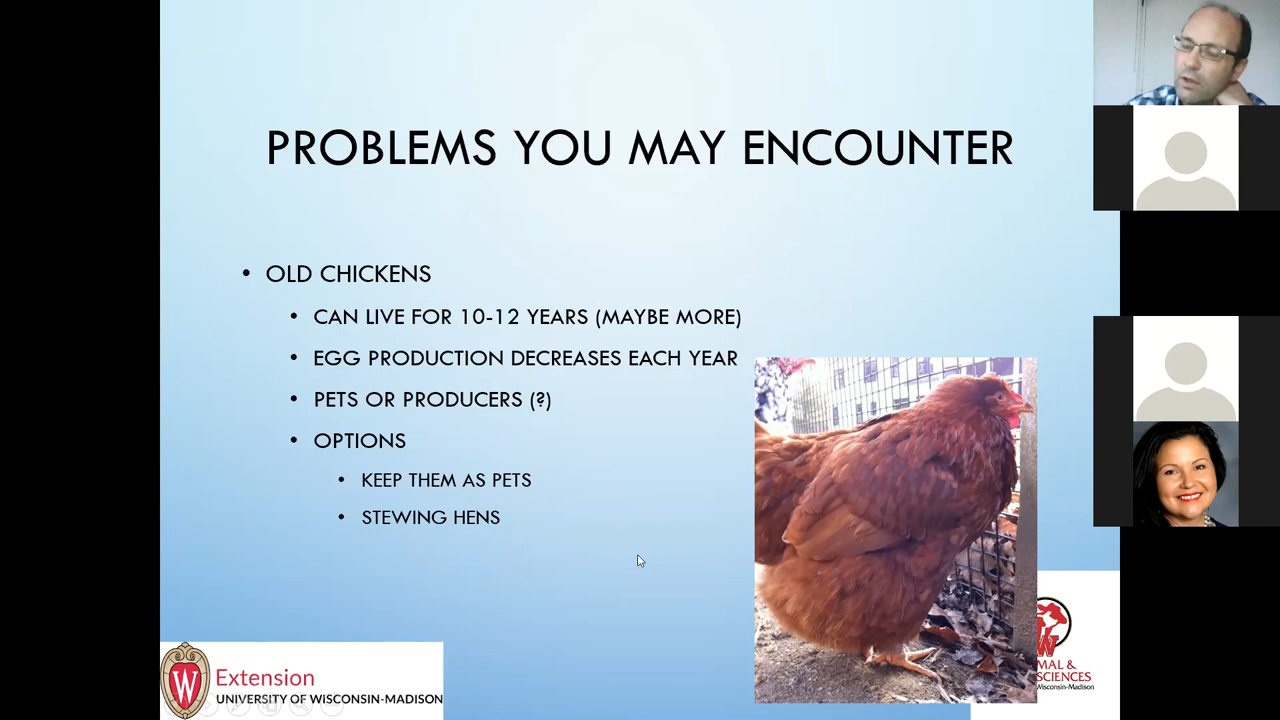 PROBLEMS YOU MAY ENCOUNTER
• OLD CHICKENS
• CAN LIVE FOR 10-12 YEARS (MAYBE MORE)
• EGG PRODUCTION DECREASES EACH YEAR
• PETS OR PRODUCERS (?)
• OPTIONS
• KEEP THEM AS PETS
• STEWING HENS
W
Extension
UNIVERSITY OF WISCONSIN-MADISON
W
MAL &
SCIENCES
Wisconsin-Madison